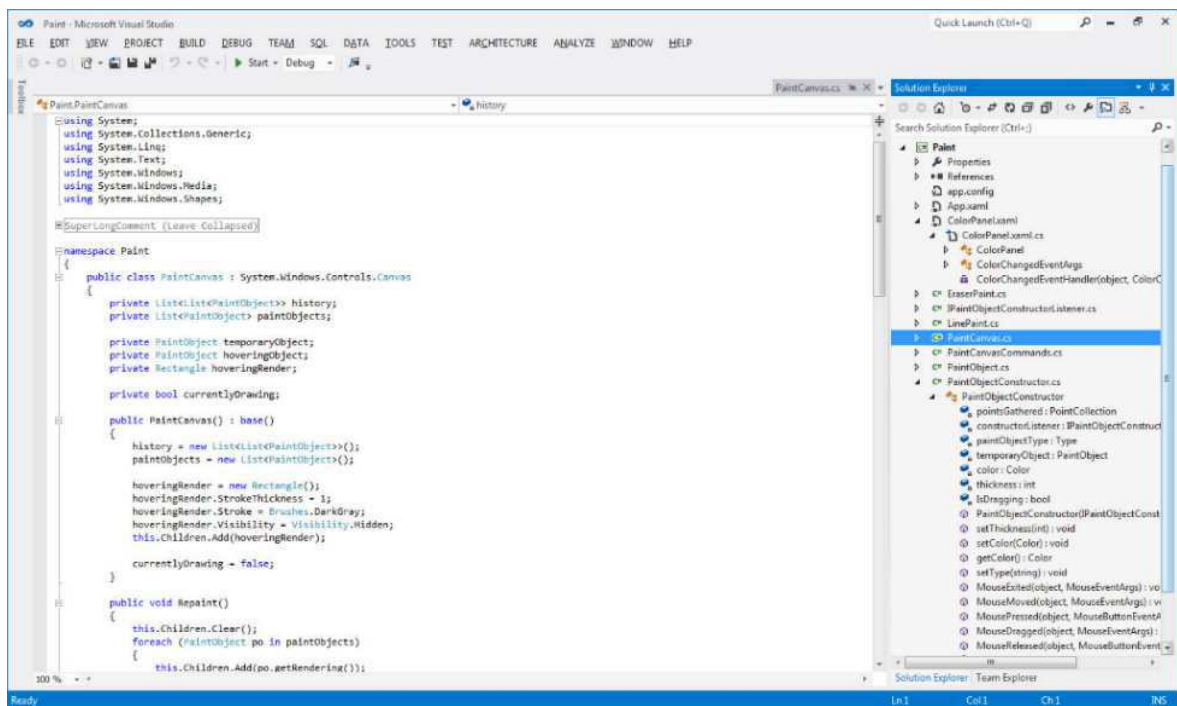 Paint - Microsoft Visual Studio
Quick Launch (Ctrl+Q)
FILE EDIT VIEW PROJECT BUILD DEBUG TEAM SQL DATA TOOLS TEST ARCHITECTURE ANALYZE WINDOW HELP
Start - Debug
Toolbox
PaintCanvas.cs
Paint.PaintCanvas
history
using System;
using System.Collections.Generic;
using System.Linq;
using System.Text;
using System.Windows;
using System.Windows.Media;
using System.Windows.Shapes;
SuperLongComment (Leave Collapsed)
namespace Paint
{
public class PaintCanvas : System.Windows.Controls.Canvas
{
private List<List<PaintObject>> history;
private List<PaintObject> paintObjects;
private PaintObject temporaryObject;
private PaintObject hoveringObject;
private Rectangle hoveringRender;
private bool currentlyDrawing;
public PaintCanvas() : base()
{
history = new List<List<PaintObject>>();
paintObjects = new List<PaintObject>();
hoveringRender = new Rectangle();
hoveringRender.StrokeThickness = 1;
hoveringRender.Stroke = Brushes.DarkGray;
hoveringRender.Visibility = Visibility.Hidden;
this.Children.Add(hoveringRender);
currentlyDrawing = false;
}
public void Repaint()
{
this.Children.Clear();
foreach (PaintObject po in paintObjects)
{
this.Children.Add(po.getRendering());
100 %
Solution Explorer
Search Solution Explorer (Ctrl+;)
Paint
Properties
References
app.config
App.xaml
ColorPanel.xaml
ColorPanel.xaml.cs
ColorPanel
ColorChangedEventArgs
ColorChangedEventHandler(object, ColorC
EraserPaint.cs
IPaintObjectConstructorListener.cs
LinePaint.cs
PaintCanvas.cs
PaintCanvasCommands.cs
PaintObject.cs
PaintObjectConstructor.cs
PaintObjectConstructor
pointsGathered : PointCollection
constructorListener : IPaintObjectConstruct
paintObjectType : Type
temporaryObject : PaintObject
color : Color
thickness : int
IsDragging : bool
PaintObjectConstructor(IPaintObjectConst
setThickness(int) : void
setColor(Color) : void
getColor() : Color
setType(string) : void
MouseExited(object, MouseEventArgs) : vo
MouseMoved(object, MouseEventArgs) : v
MousePressed(object, MouseButtonEventA
MouseDragged(object, MouseEventArgs) :
MouseReleased(object, MouseButtonEvent
Solution Explorer Team Explorer
Ready
Ln 1 Col 1 Ch 1 INS